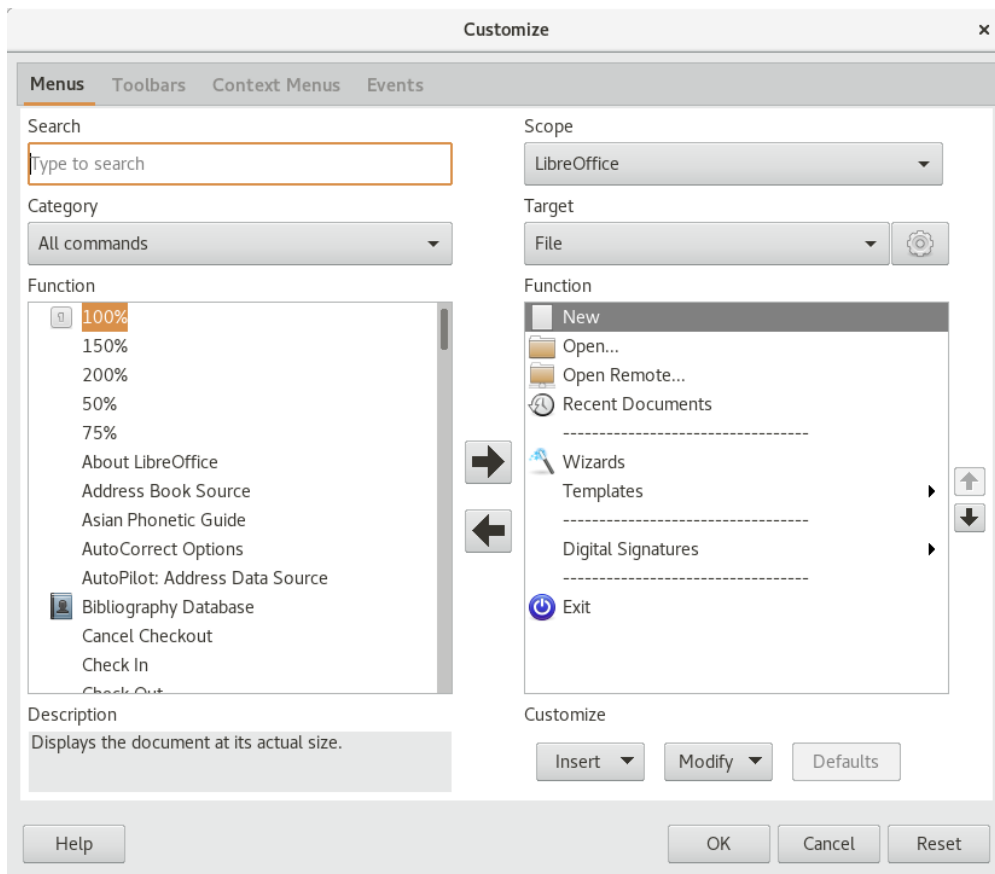 Customize
Menus Toolbars Context Menus Events
Search
Type to search
Category
All commands
Function
100%
150%
200%
50%
75%
About LibreOffice
Address Book Source
Asian Phonetic Guide
AutoCorrect Options
AutoPilot: Address Data Source
Bibliography Database
Cancel Checkout
Check In
Check Out
Description
Displays the document at its actual size.
Scope
LibreOffice
Target
File
Function
New
Open...
Open Remote...
Recent Documents
----------------------------------
Wizards
Templates
----------------------------------
Digital Signatures
----------------------------------
Exit
Customize
Insert Modify Defaults
Help OK Cancel Reset